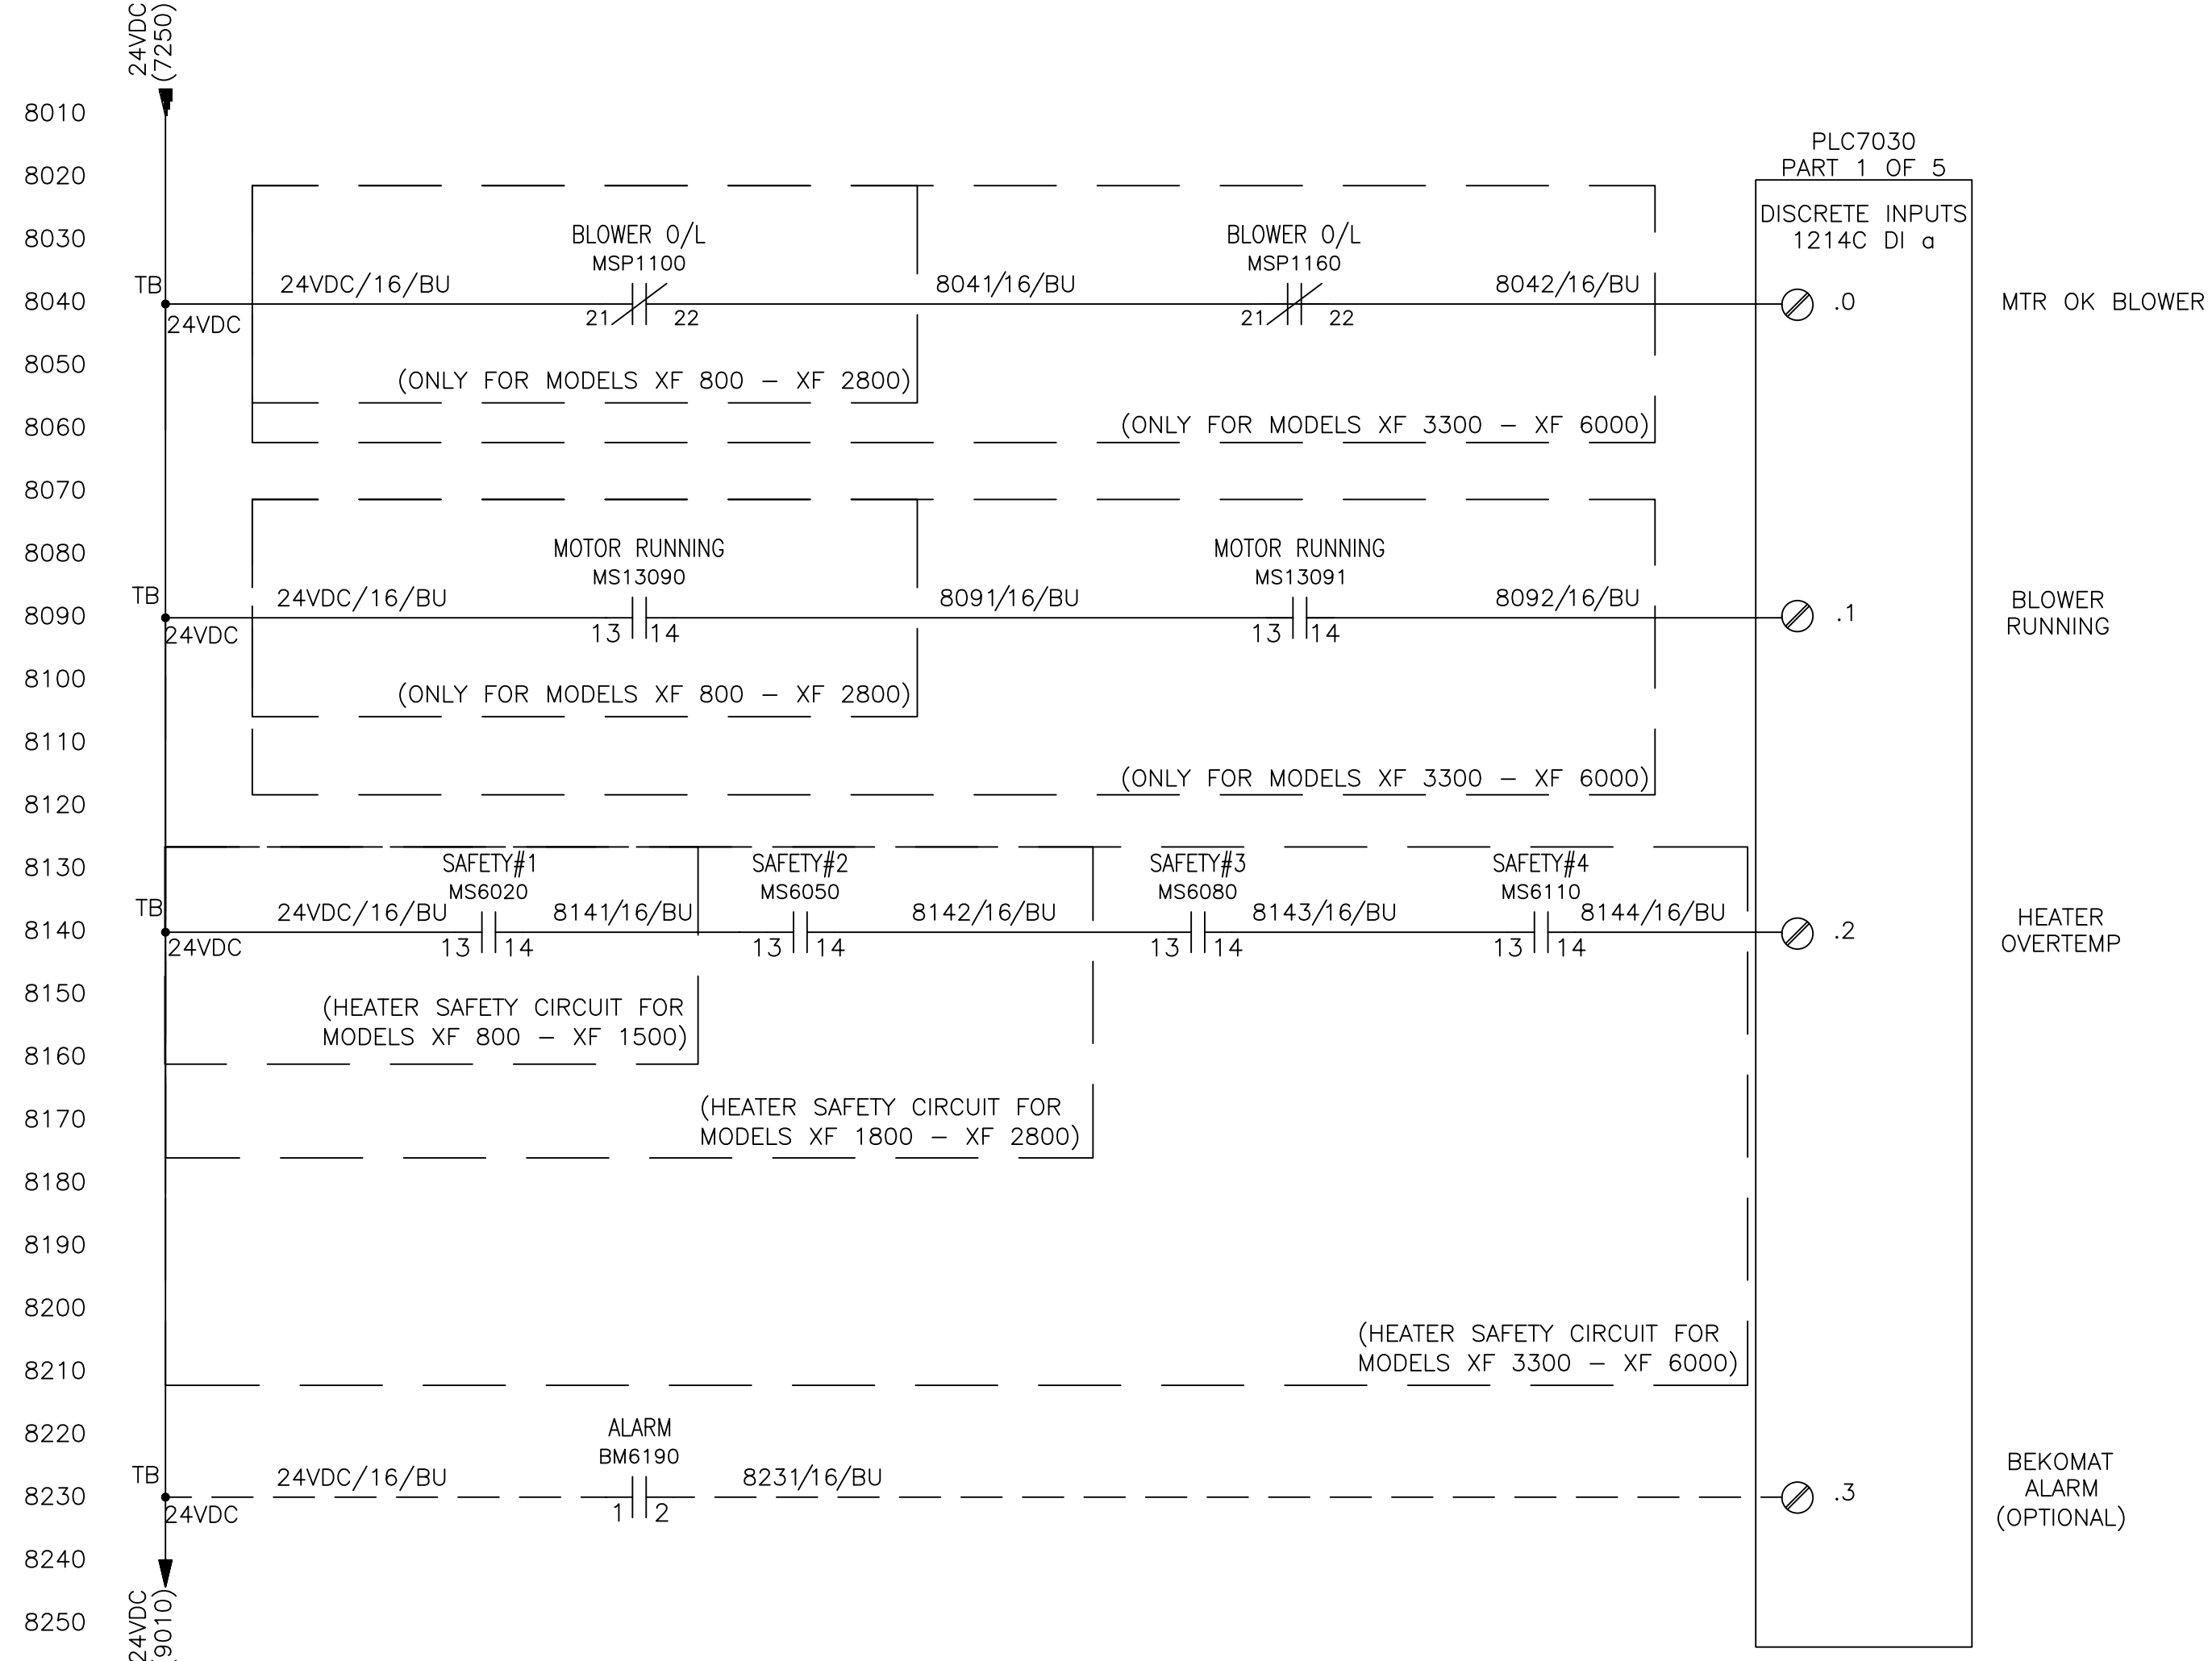 24VDC
(7250)
8010
8020
8030
8040
8050
8060
8070
8080
8090
8100
8110
8120
8130
8140
8150
8160
8170
8180
8190
8200
8210
8220
8230
8240
8250
PLC7030
PART 1 OF 5
DISCRETE INPUTS
1214C DI a
BLOWER O/L
MSP1100
BLOWER O/L
MSP1160
TB
24VDC/16/BU
8041/16/BU
8042/16/BU
24VDC
21
22
21
22
.0
MTR OK BLOWER
(ONLY FOR MODELS XF 800 - XF 2800)
(ONLY FOR MODELS XF 3300 - XF 6000)
MOTOR RUNNING
MS13090
MOTOR RUNNING
MS13091
TB
24VDC/16/BU
8091/16/BU
8092/16/BU
24VDC
13
14
13
14
.1
BLOWER
RUNNING
(ONLY FOR MODELS XF 800 - XF 2800)
(ONLY FOR MODELS XF 3300 - XF 6000)
SAFETY#1
MS6020
SAFETY#2
MS6050
SAFETY#3
MS6080
SAFETY#4
MS6110
TB
24VDC/16/BU
8141/16/BU
8142/16/BU
8143/16/BU
8144/16/BU
24VDC
13
14
13
14
13
14
13
14
.2
HEATER
OVERTEMP
(HEATER SAFETY CIRCUIT FOR
MODELS XF 800 - XF 1500)
(HEATER SAFETY CIRCUIT FOR
MODELS XF 1800 - XF 2800)
(HEATER SAFETY CIRCUIT FOR
MODELS XF 3300 - XF 6000)
ALARM
BM6190
TB
24VDC/16/BU
8231/16/BU
24VDC
1
2
.3
BEKOMAT
ALARM
(OPTIONAL)
24VDC
(9010)